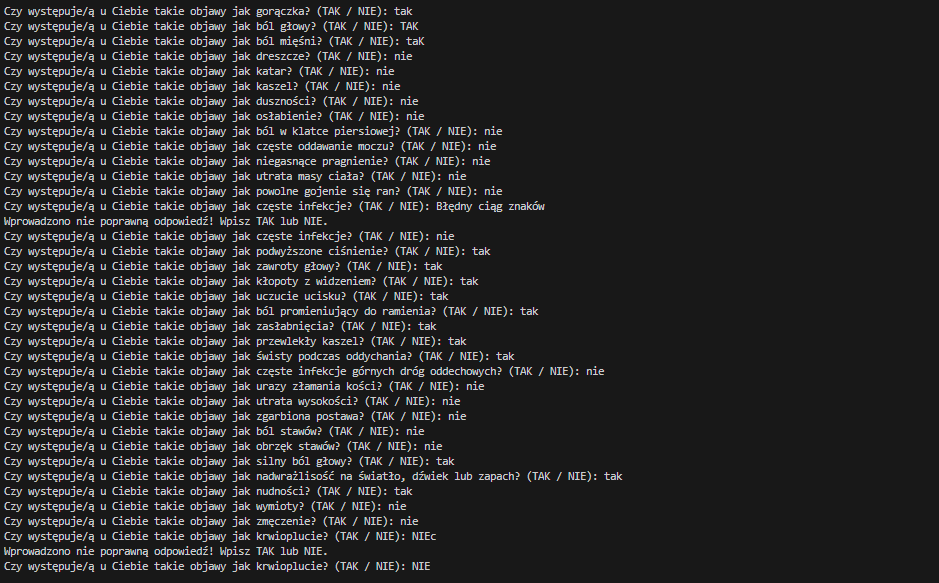 Czy występuje/ą u Ciebie takie objawy jak gorączka? (TAK / NIE): tak
Czy występuje/ą u Ciebie takie objawy jak ból głowy? (TAK / NIE): TAK
Czy występuje/ą u Ciebie takie objawy jak ból mięśni? (TAK / NIE): taK
Czy występuje/ą u Ciebie takie objawy jak dreszcze? (TAK / NIE): nie
Czy występuje/ą u Ciebie takie objawy jak katar? (TAK / NIE): nie
Czy występuje/ą u Ciebie takie objawy jak kaszel? (TAK / NIE): nie
Czy występuje/ą u Ciebie takie objawy jak duszności? (TAK / NIE): nie
Czy występuje/ą u Ciebie takie objawy jak osłabienie? (TAK / NIE): nie
Czy występuje/ą u Ciebie takie objawy jak ból w klatce piersiowej? (TAK / NIE): nie
Czy występuje/ą u Ciebie takie objawy jak częste oddawanie moczu? (TAK / NIE): nie
Czy występuje/ą u Ciebie takie objawy jak niegasnące pragnienie? (TAK / NIE): nie
Czy występuje/ą u Ciebie takie objawy jak utrata masy ciała? (TAK / NIE): nie
Czy występuje/ą u Ciebie takie objawy jak powolne gojenie się ran? (TAK / NIE): nie
Czy występuje/ą u Ciebie takie objawy jak częste infekcje? (TAK / NIE): Błędny ciąg znaków
Wprowadzono nie poprawną odpowiedź! Wpisz TAK lub NIE.
Czy występuje/ą u Ciebie takie objawy jak częste infekcje? (TAK / NIE): nie
Czy występuje/ą u Ciebie takie objawy jak podwyższone ciśnienie? (TAK / NIE): tak
Czy występuje/ą u Ciebie takie objawy jak zawroty głowy? (TAK / NIE): tak
Czy występuje/ą u Ciebie takie objawy jak kłopoty z widzeniem? (TAK / NIE): tak
Czy występuje/ą u Ciebie takie objawy jak uczucie ucisku? (TAK / NIE): tak
Czy występuje/ą u Ciebie takie objawy jak ból promieniujący do ramienia? (TAK / NIE): tak
Czy występuje/ą u Ciebie takie objawy jak zasłabnięcia? (TAK / NIE): tak
Czy występuje/ą u Ciebie takie objawy jak przewlekły kaszel? (TAK / NIE): tak
Czy występuje/ą u Ciebie takie objawy jak świsty podczas oddychania? (TAK / NIE): tak
Czy występuje/ą u Ciebie takie objawy jak częste infekcje górnych dróg oddechowych? (TAK / NIE): nie
Czy występuje/ą u Ciebie takie objawy jak urazy złamania kości? (TAK / NIE): nie
Czy występuje/ą u Ciebie takie objawy jak utrata wysokości? (TAK / NIE): nie
Czy występuje/ą u Ciebie takie objawy jak zgarbiona postawa? (TAK / NIE): nie
Czy występuje/ą u Ciebie takie objawy jak ból stawów? (TAK / NIE): nie
Czy występuje/ą u Ciebie takie objawy jak obrzęk stawów? (TAK / NIE): nie
Czy występuje/ą u Ciebie takie objawy jak silny ból głowy? (TAK / NIE): tak
Czy występuje/ą u Ciebie takie objawy jak nadwrażlisość na światło, dźwiek lub zapach? (TAK / NIE): tak
Czy występuje/ą u Ciebie takie objawy jak nudności? (TAK / NIE): tak
Czy występuje/ą u Ciebie takie objawy jak wymioty? (TAK / NIE): nie
Czy występuje/ą u Ciebie takie objawy jak zmęczenie? (TAK / NIE): nie
Czy występuje/ą u Ciebie takie objawy jak krwioplucie? (TAK / NIE): NIEc
Wprowadzono nie poprawną odpowiedź! Wpisz TAK lub NIE.
Czy występuje/ą u Ciebie takie objawy jak krwioplucie? (TAK / NIE): NIE